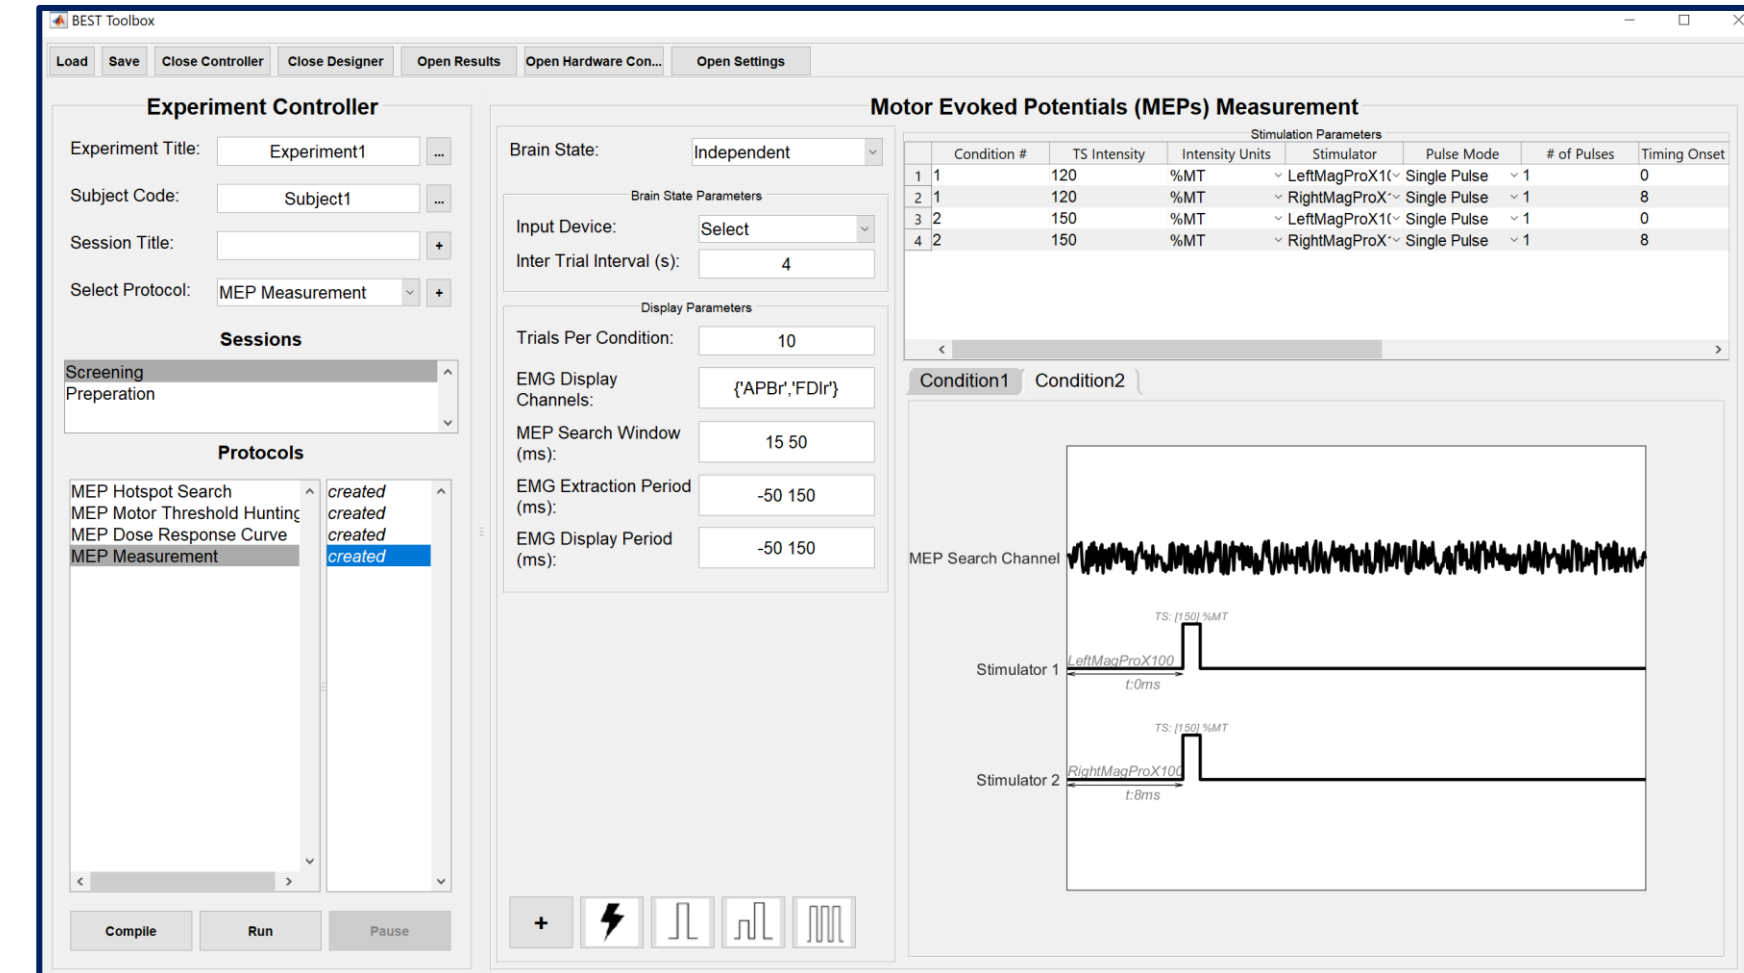 BEST Toolbox
Load Save Close Controller Close Designer Open Results Open Hardware Con... Open Settings
Experiment Controller
Experiment Title: Experiment1 ...
Subject Code: Subject1 ...
Session Title: +
Select Protocol: MEP Measurement +
Sessions
Screening
Preperation
Protocols
MEP Hotspot Search created
MEP Motor Threshold Hunting created
MEP Dose Response Curve created
MEP Measurement created
Compile Run Pause
Motor Evoked Potentials (MEPs) Measurement
Brain State: Independent
Brain State Parameters
Input Device: Select
Inter Trial Interval (s): 4
Display Parameters
Trials Per Condition: 10
EMG Display
Channels: {'APBr','FDIr'}
MEP Search Window
(ms): 15 50
EMG Extraction Period
(ms): -50 150
EMG Display Period
(ms): -50 150
+
Stimulation Parameters
Condition # TS Intensity Intensity Units Stimulator Pulse Mode # of Pulses Timing Onset
1 1 120 %MT LeftMagProX1( Single Pulse 1 0
2 1 120 %MT RightMagProX Single Pulse 1 8
3 2 150 %MT LeftMagProX1( Single Pulse 1 0
4 2 150 %MT RightMagProX Single Pulse 1 8
Condition1 Condition2
MEP Search Channel
TS: [150] %MT
LeftMagProX100
Stimulator 1
t:0ms
TS: [150] %MT
RightMagProX100
Stimulator 2
t:8ms